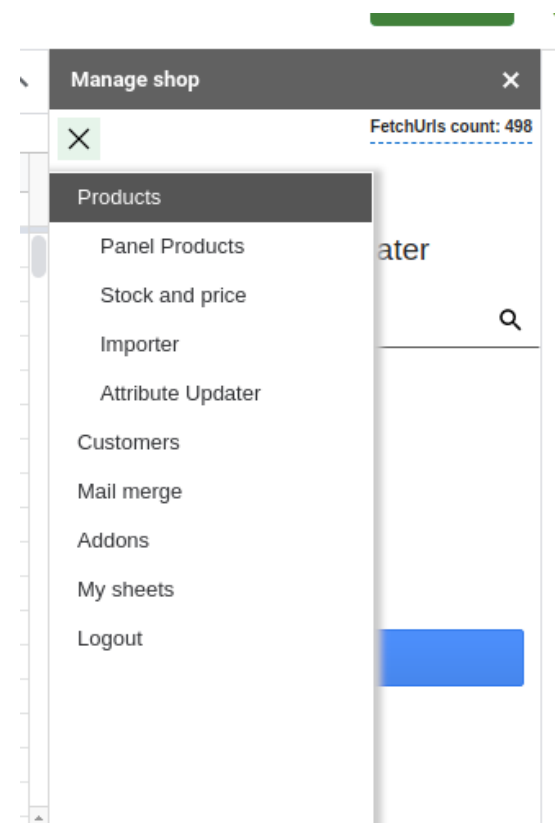 Manage shop
FetchUrls count: 498
Products
Panel Products
ater
Stock and price
Importer
Attribute Updater
Customers
Mail merge
Addons
My sheets
Logout